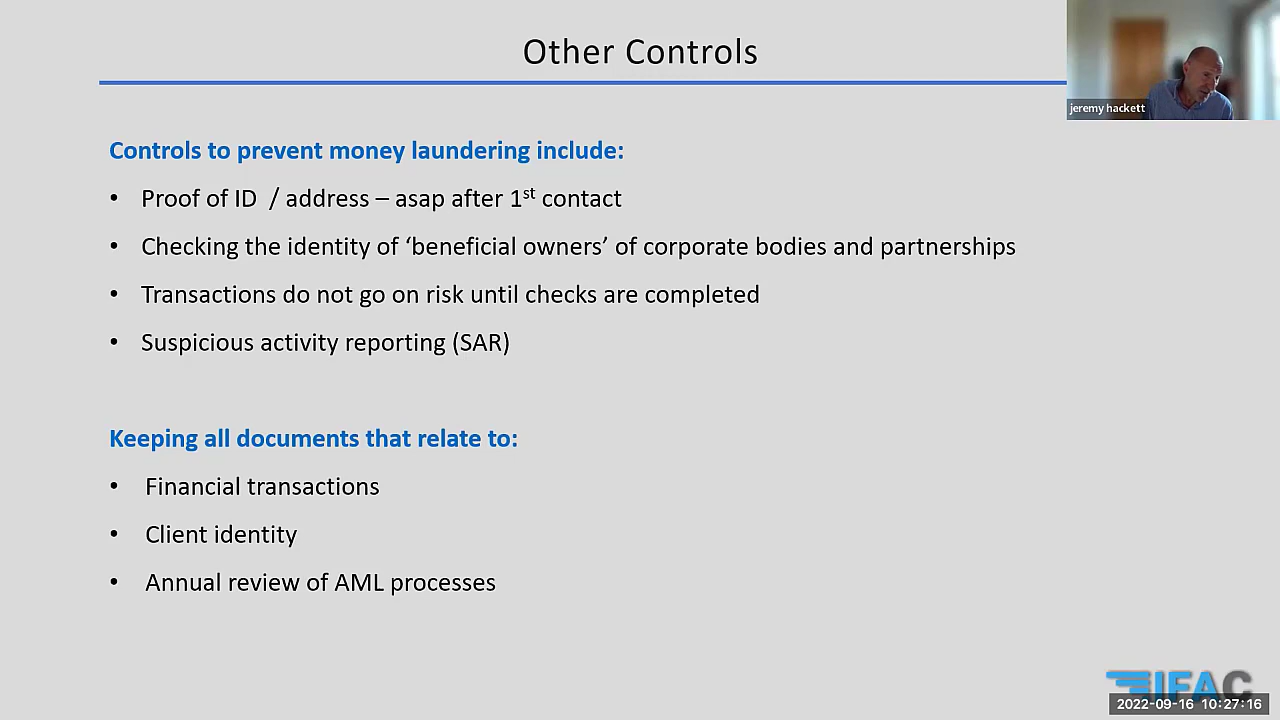 Other Controls
jeremy hackett
Controls to prevent money laundering include:
• Proof of ID / address – asap after 1st contact
• Checking the identity of ‘beneficial owners’ of corporate bodies and partnerships
• Transactions do not go on risk until checks are completed
• Suspicious activity reporting (SAR)
Keeping all documents that relate to:
• Financial transactions
• Client identity
• Annual review of AML processes
IFAC
2022-09-16 10:27:16